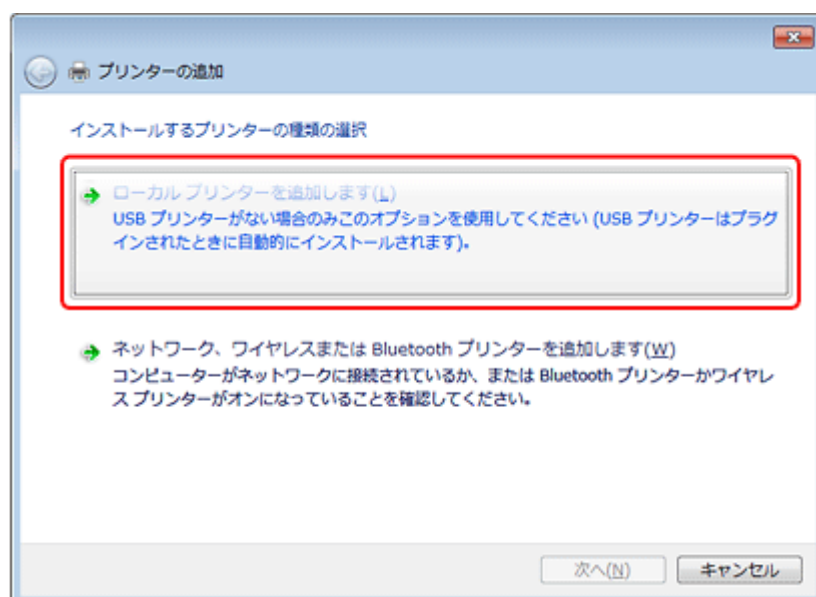 プリンターの追加
インストールするプリンターの種類の選択
ローカル プリンターを追加します(L)
USB プリンターがない場合のみこのオプションを使用してください (USB プリンターはプラグ
インされたときに自動的にインストールされます)。
ネットワーク、ワイヤレスまたは Bluetooth プリンターを追加します(W)
コンピューターがネットワークに接続されているか、または Bluetooth プリンターかワイヤレ
ス プリンターがオンになっていることを確認してください。
次へ(N) キャンセル